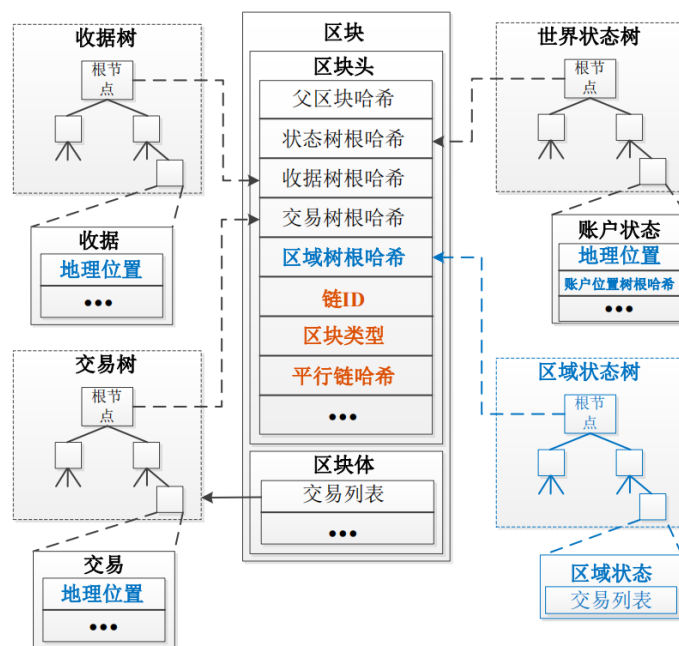 收据树
根节
点
收据
地理位置
•••
交易树
根节
点
交易
地理位置
•••
区块
区块头
父区块哈希
状态树根哈希
收据树根哈希
交易树根哈希
区域树根哈希
链ID
区块类型
平行链哈希
•••
区块体
交易列表
•••
世界状态树
根节
点
账户状态
地理位置
账户位置树根哈希
•••
区域状态树
根节
点
区域状态
交易列表